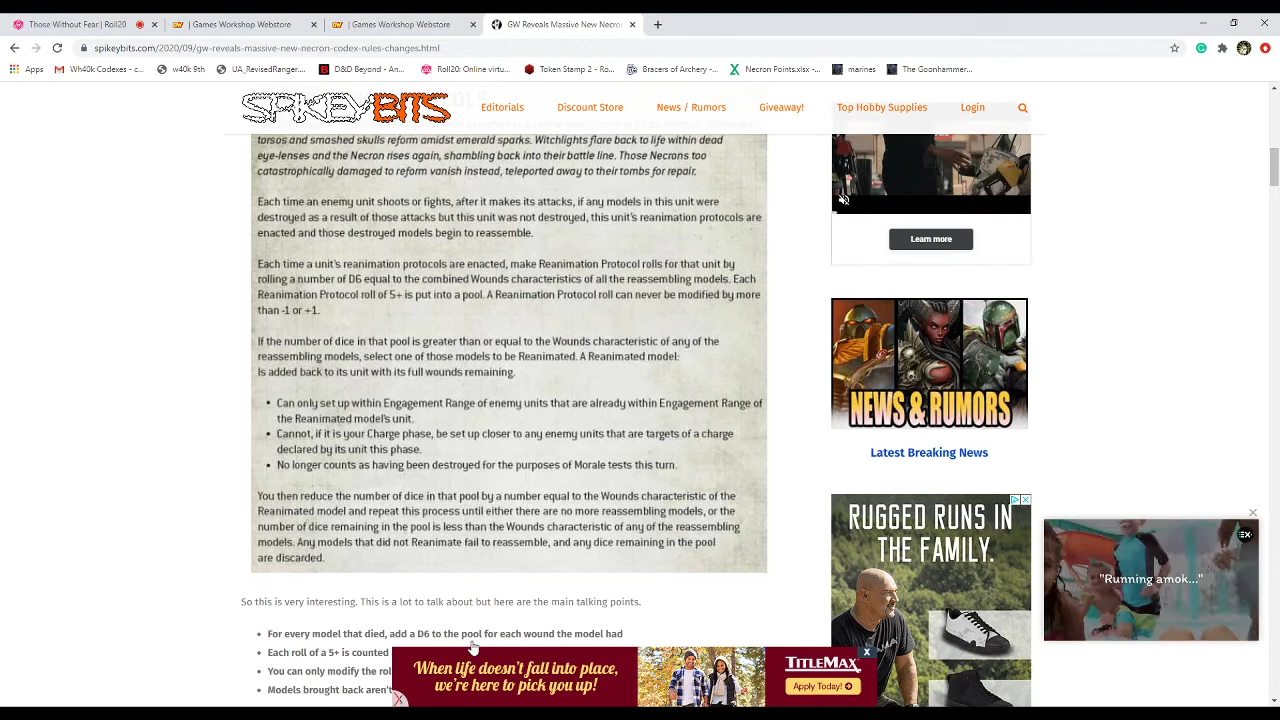 Those Without Fear | Roll20
| Games Workshop Webstore
| Games Workshop Webstore
GW Reveals Massive New Necro
spikeybits.com/2020/09/gw-reveals-massive-new-necron-codex-rules-changes.html
Apps
Wh40k Codexes - c...
w40k 9th
UA_RevisedRanger....
D&D Beyond - An...
Roll20: Online virtu...
Token Stamp 2 - Ro...
Bracers of Archery -...
Necron Points.xlsx -...
marines
The Goonhammer...
SPIKEYBITS
Editorials
Discount Store
News / Rumors
Giveaway!
Top Hobby Supplies
Login
torsos and smashed skulls reform amidst emerald sparks. Witchlights flare back to life within dead
eye-lenses and the Necron rises again, shambling back into their battle line. Those Necrons too
catastrophically damaged to reform vanish instead, teleported away to their tombs for repair.
Each time an enemy unit shoots or fights, after it makes its attacks, if any models in this unit were
destroyed as a result of those attacks but this unit was not destroyed, this unit's reanimation protocols are
enacted and those destroyed models begin to reassemble.
Each time a unit's reanimation protocols are enacted, make Reanimation Protocol rolls for that unit by
rolling a number of D6 equal to the combined Wounds characteristics of all the reassembling models. Each
Reanimation Protocol roll of 5+ is put into a pool. A Reanimation Protocol roll can never be modified by more
than -1 or +1.
If the number of dice in that pool is greater than or equal to the Wounds characteristic of any of the
reassembling models, select one of those models to be Reanimated. A Reanimated model:
Is added back to its unit with its full wounds remaining.
• Can only set up within Engagement Range of enemy units that are already within Engagement Range of
the Reanimated model's unit.
• Cannot, if it is your Charge phase, be set up closer to any enemy units that are targets of a charge
declared by its unit this phase.
• No longer counts as having been destroyed for the purposes of Morale tests this turn.
You then reduce the number of dice in that pool by a number equal to the Wounds characteristic of the
Reanimated model and repeat this process until either there are no more reassembling models, or the
number of dice remaining in the pool is less than the Wounds characteristic of any of the reassembling
models. Any models that did not Reanimate fail to reassemble, and any dice remaining in the pool
are discarded.
So this is very interesting. This is a lot to talk about but here are the main talking points.
• For every model that died, add a D6 to the pool for each wound the model had
• Each roll of a 5+ is counted
• You can only modify the rol
• Models brought back aren't
Learn more
NEWS & RUMORS
Latest Breaking News
RUGGED RUNS IN
THE FAMILY.
"Running amok..."
When life doesn't fall into place,
we're here to pick you up!
TITLEMAX
Apply Today!